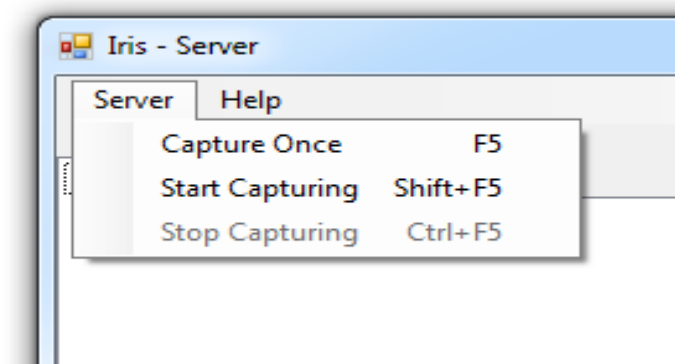 Iris - Server
Server Help
Capture Once F5
Start Capturing Shift+F5
Stop Capturing Ctrl+F5